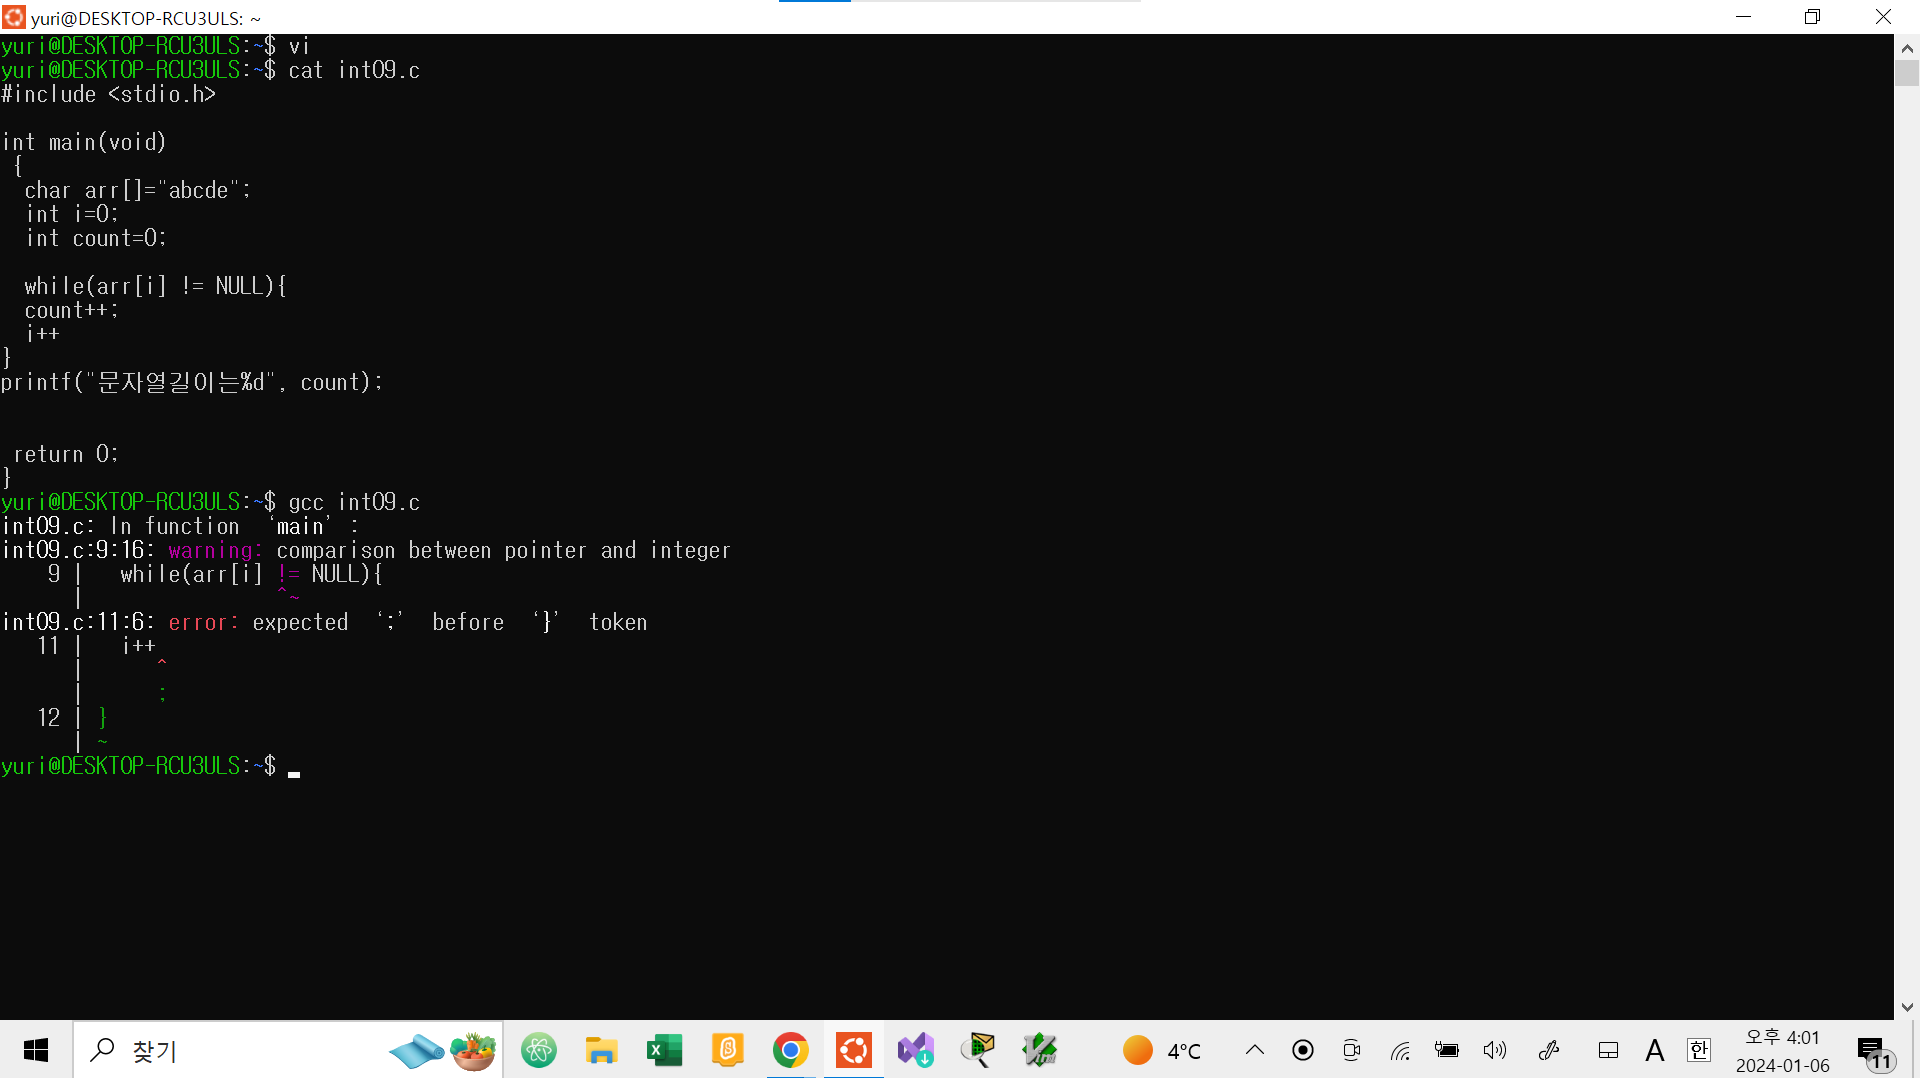 yuri@DESKTOP-RCU3ULS: ~
yuri@DESKTOP-RCU3ULS:~$ vi
yuri@DESKTOP-RCU3ULS:~$ cat int09.c
#include <stdio.h>
int main(void)
{
char arr[]="abcde";
int i=0;
int count=0;
while(arr[i] != NULL){
count++;
i++
}
printf("문자열길이는%d", count);
return 0;
}
yuri@DESKTOP-RCU3ULS:~$ gcc int09.c
int09.c: In function ‘main’:
int09.c:9:16: warning: comparison between pointer and integer
9 | while(arr[i] != NULL){
| ^~
int09.c:11:6: error: expected ‘;’ before ‘}’ token
11 | i++
| ^
| ;
12 | }
| ~
yuri@DESKTOP-RCU3ULS:~$
찾기
4°C
A
한
오후 4:01
2024-01-06
11